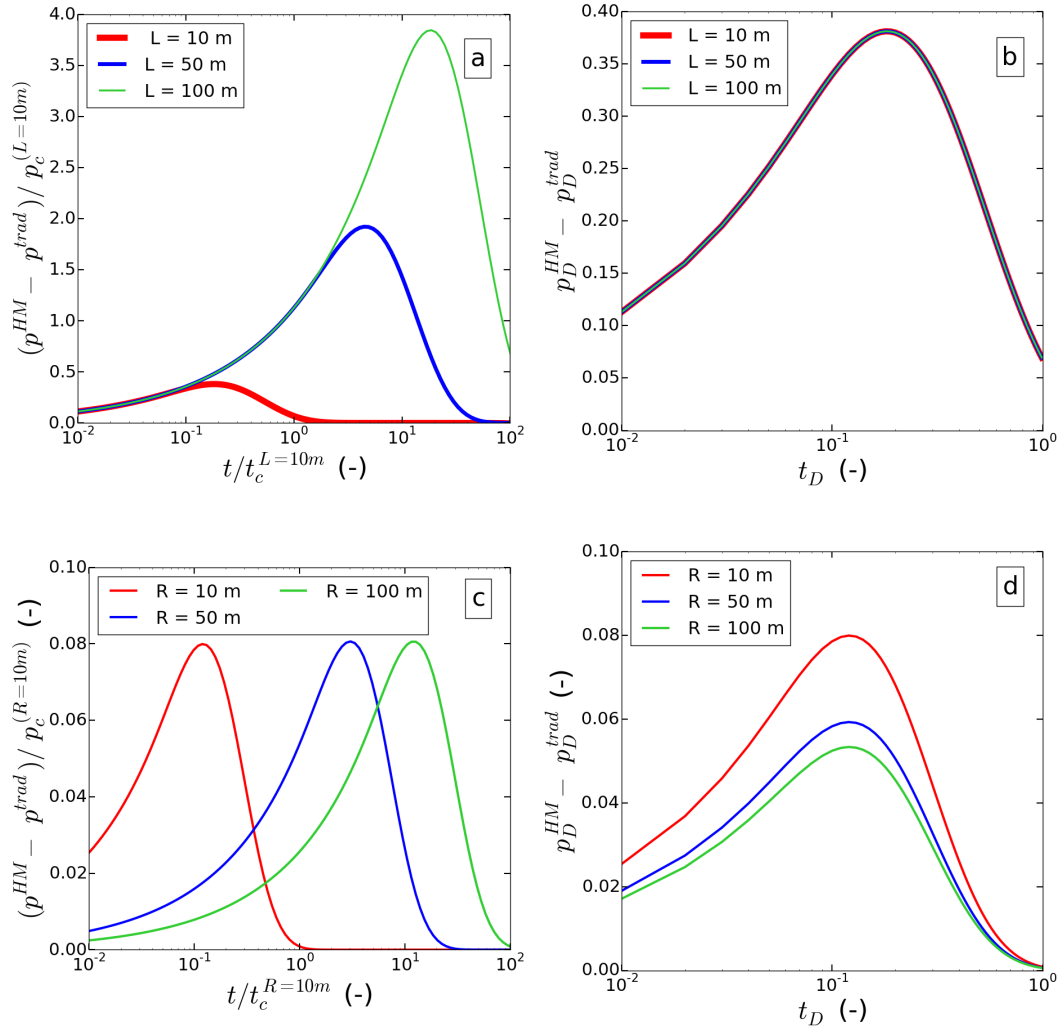 4.0
3.5
3.0
2.5
2.0
1.5
1.0
0.5
0.0
(p^{HM} − p^{trad}) / p_c^{(L=10m)}
L = 10 m
L = 50 m
L = 100 m
a
10^{-2} 10^{-1} 10^{0} 10^{1} 10^{2}
t/t_c^{L=10m} (-)
0.40
0.35
0.30
0.25
0.20
0.15
0.10
0.05
0.00
p_D^{HM} − p_D^{trad}
L = 10 m
L = 50 m
L = 100 m
b
10^{-2} 10^{-1} 10^{0}
t_D (-)
0.10
0.08
0.06
0.04
0.02
0.00
(p^{HM} − p^{trad}) / p_c^{(R=10m)} (-)
R = 10 m R = 100 m
R = 50 m
c
10^{-2} 10^{-1} 10^{0} 10^{1} 10^{2}
t/t_c^{R=10m} (-)
0.10
0.08
0.06
0.04
0.02
0.00
p_D^{HM} − p_D^{trad} (-)
R = 10 m
R = 50 m
R = 100 m
d
10^{-2} 10^{-1} 10^{0}
t_D (-)